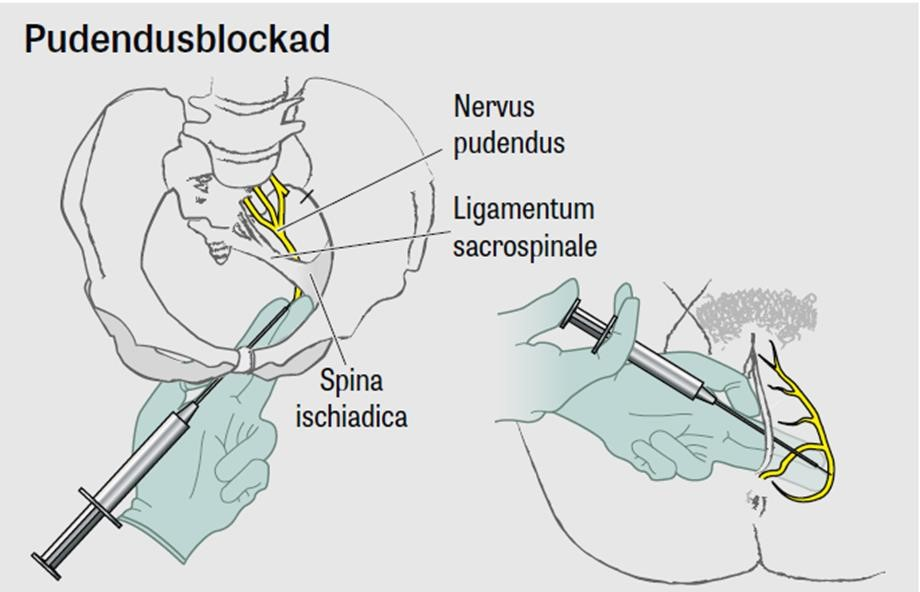 Pudendusblockad
Nervus
pudendus
Ligamentum
sacrospinale
Spina
ischiadica